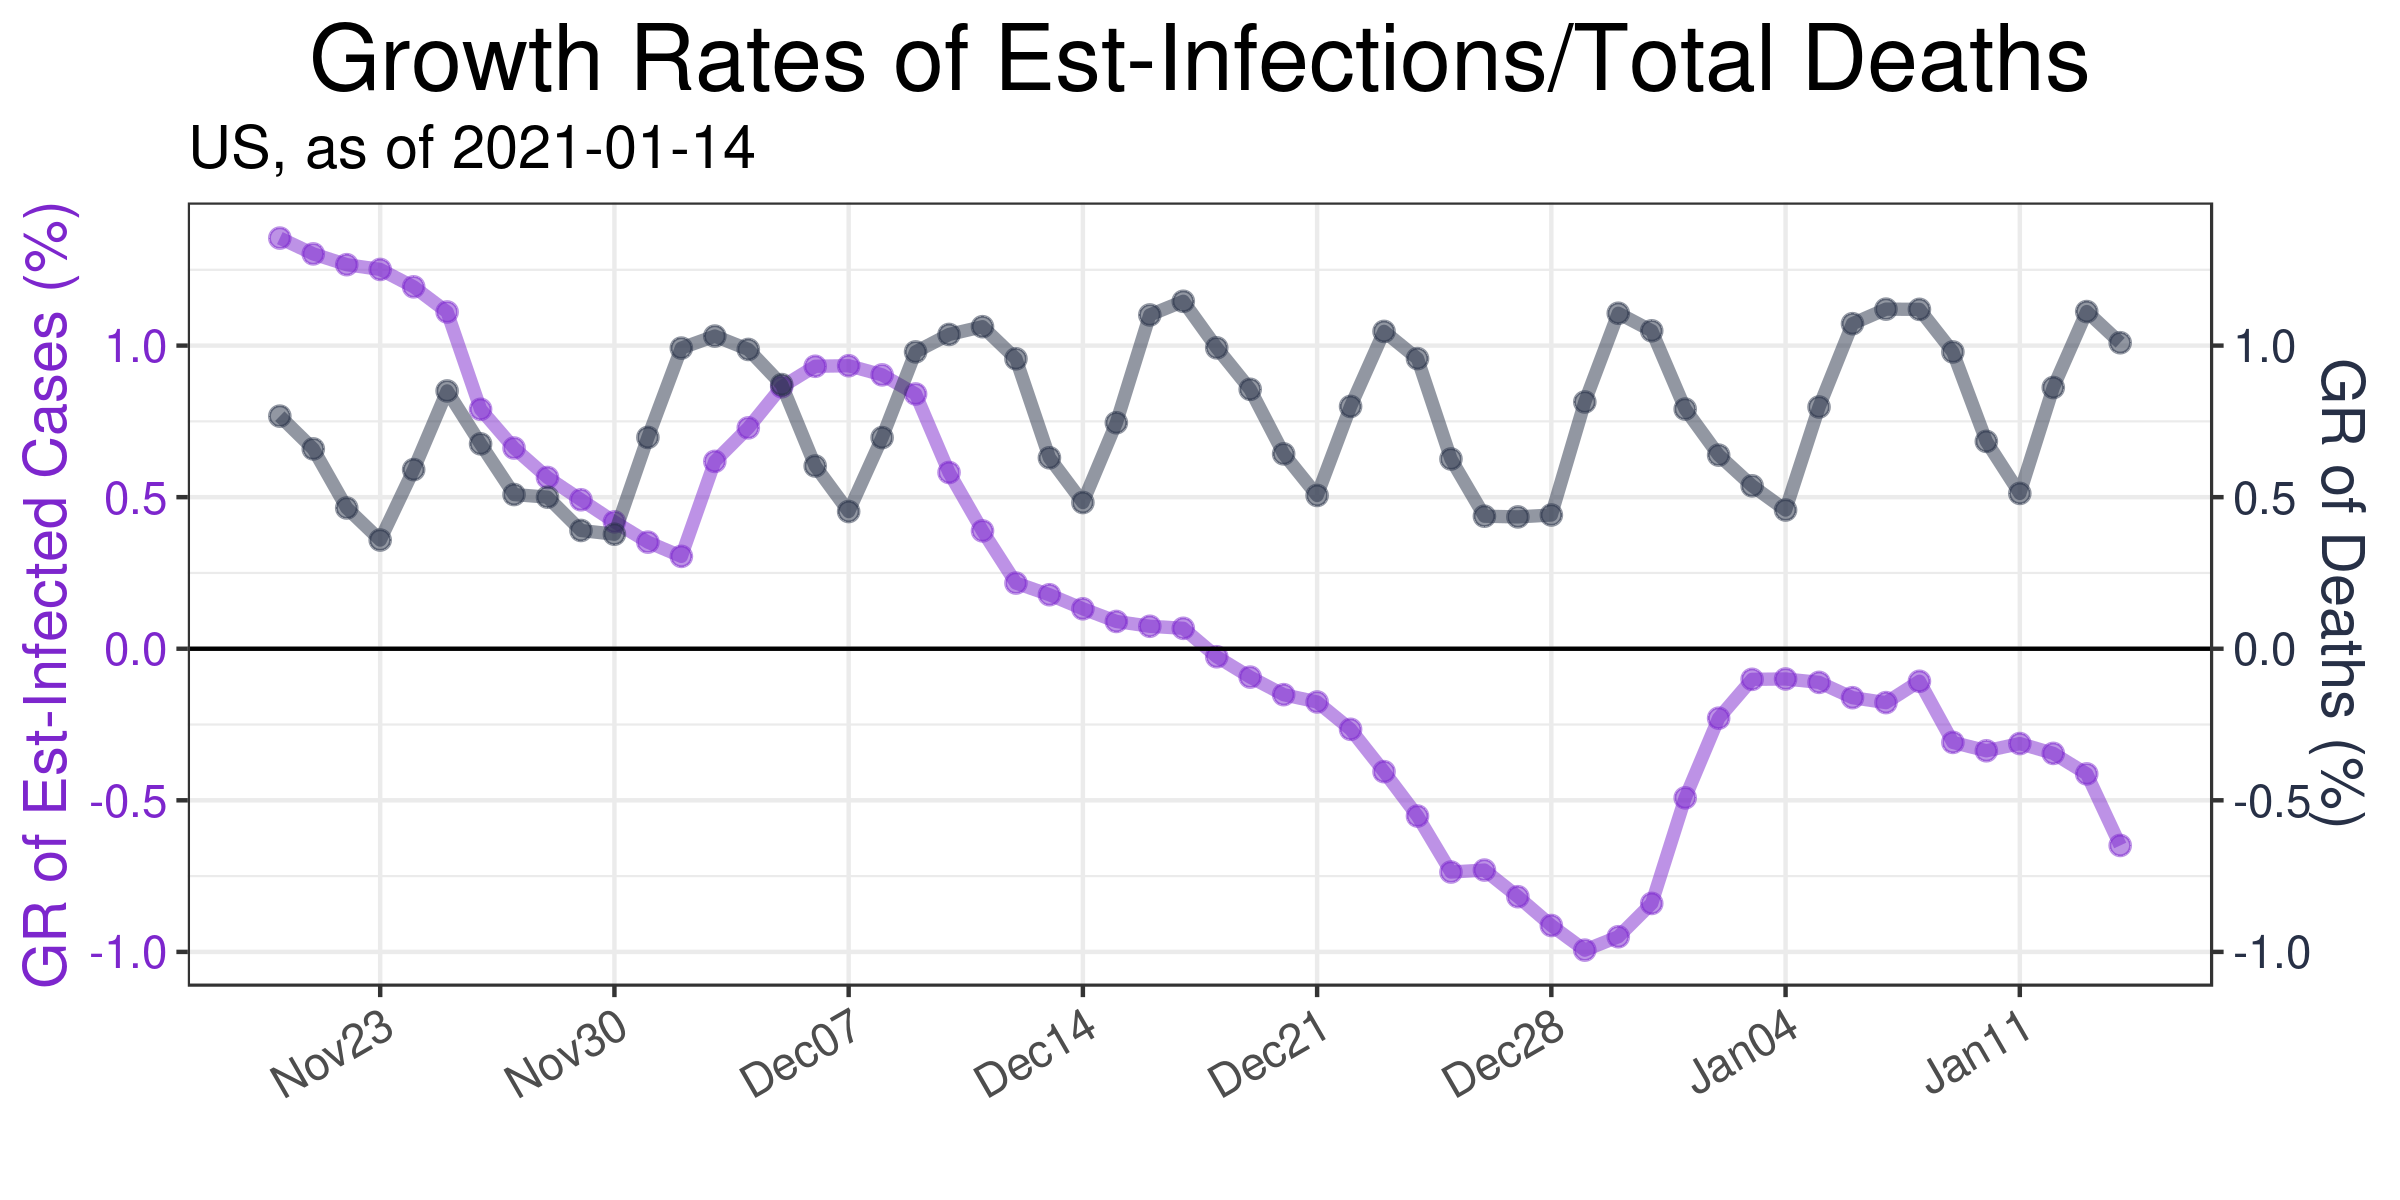 Growth Rates of Est-Infections/Total Deaths
US, as of 2021-01-14
GR of Est-Infected Cases (%)
1.0
0.5
0.0
-0.5
-1.0
1.0
0.5
0.0
-0.5
-1.0
GR of Deaths (%)
Nov23 Nov30 Dec07 Dec14 Dec21 Dec28 Jan04 Jan11